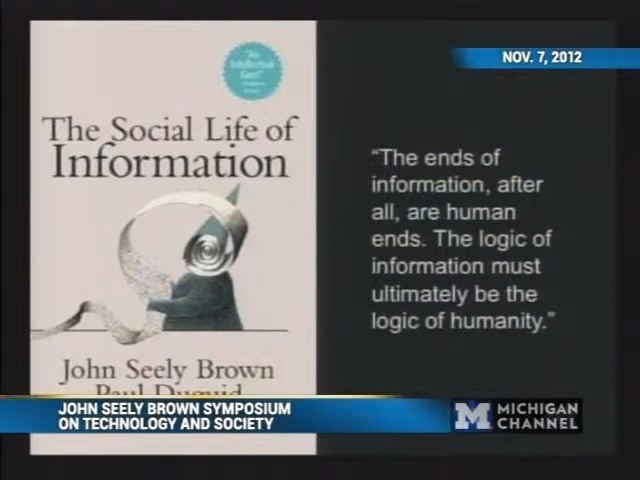 NOV. 7, 2012
The Social Life of
Information
John Seely Brown
Paul Duguid
"The ends of
information, after
all, are human
ends. The logic of
information must
ultimately be the
logic of humanity."
JOHN SEELY BROWN SYMPOSIUM
ON TECHNOLOGY AND SOCIETY
M MICHIGAN
CHANNEL